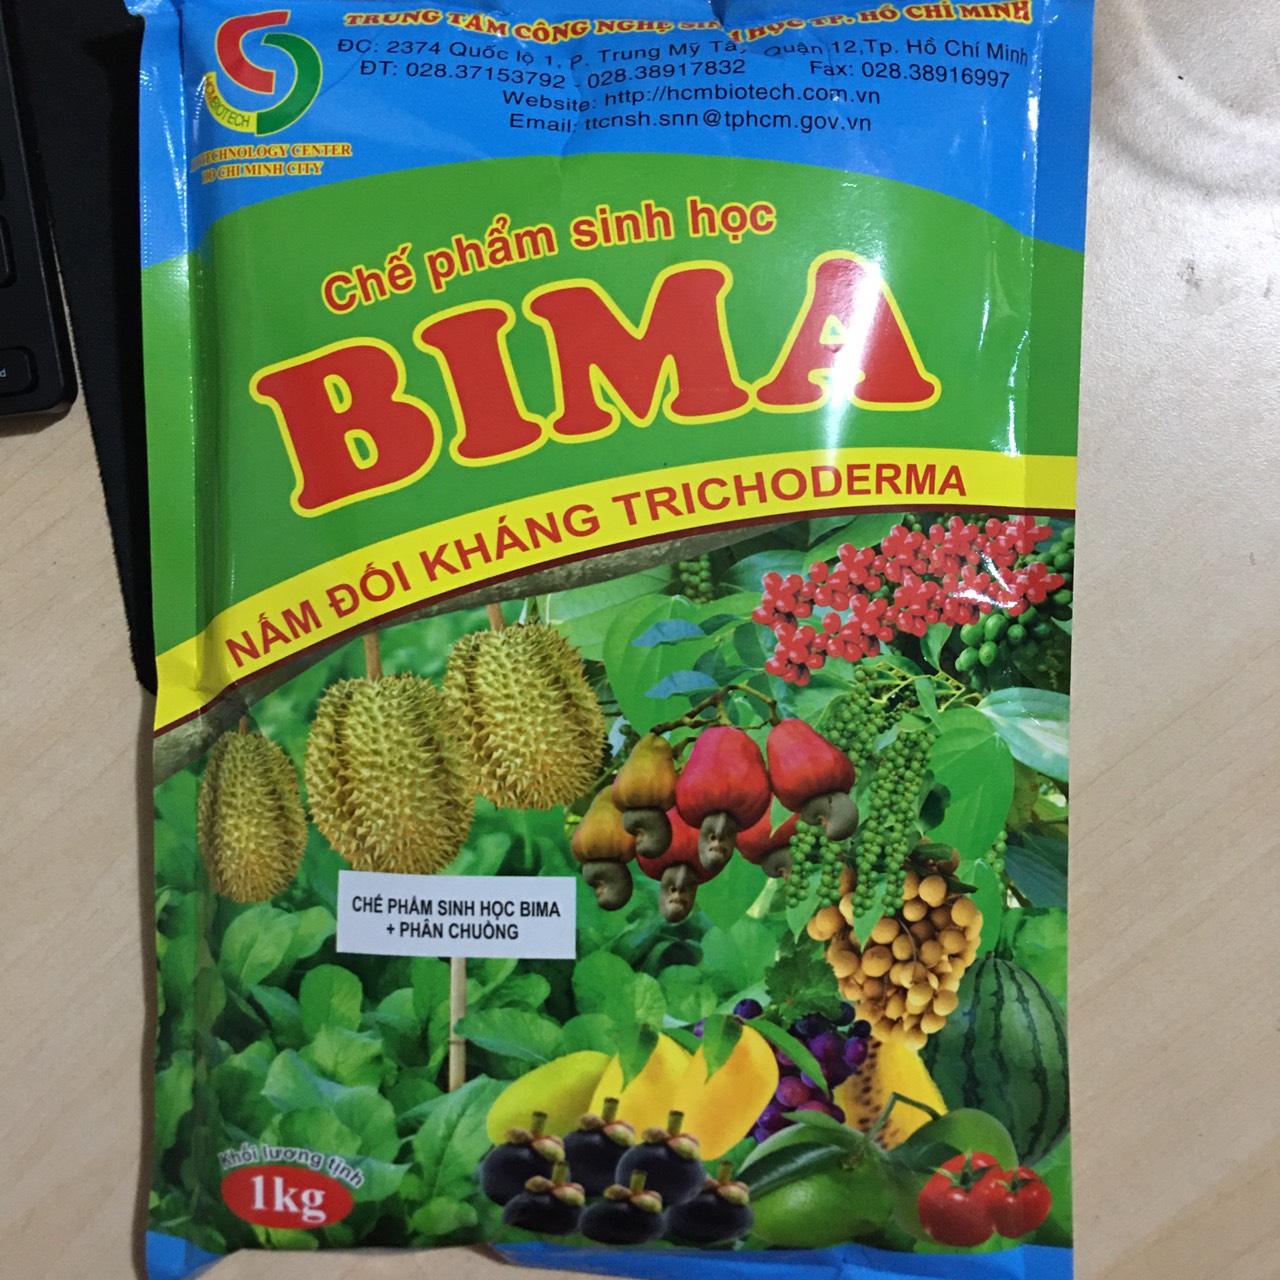 TRUNG TÂM CÔNG NGHỆ SINH HỌC TP. HỒ CHÍ MINH
ĐC: 2374 Quốc lộ 1, P. Trung Mỹ Tây, Quận 12,Tp. Hồ Chí Minh
ĐT: 028.37153792 - 028.38917832 Fax: 028.38916997
Website: http://hcmbiotech.com.vn
Email: ttcnsh.snn@tphcm.gov.vn
HCMBIOTECH
TECHNOLOGY CENTER
HO CHI MINH CITY
Chế phẩm sinh học
BIMA
NẤM ĐỐI KHÁNG TRICHODERMA
CHẾ PHẨM SINH HỌC BIMA
+ PHÂN CHUỒNG
Khối lượng tịnh
1kg